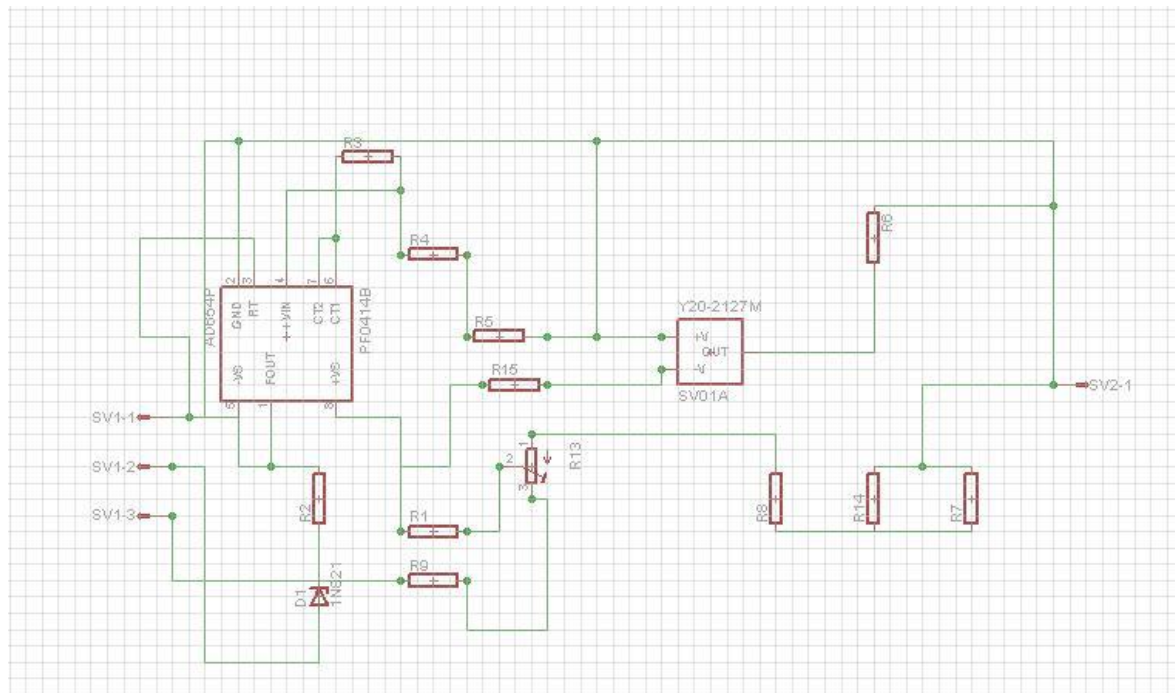 R3
R6
R4
2
3
4
7
6
GND
RT
++VIN
CT2
CT1
PF0414B
-VS
FOUT
+VS
5
1
8
R5
Y20-2127M
+V
OUT
-V
SV01A
R15
SV2-1
SV1-1
SV1-2
SV1-3
R2
R1
R9
D1
1N821
1
2
3
R13
R8
R14
R7